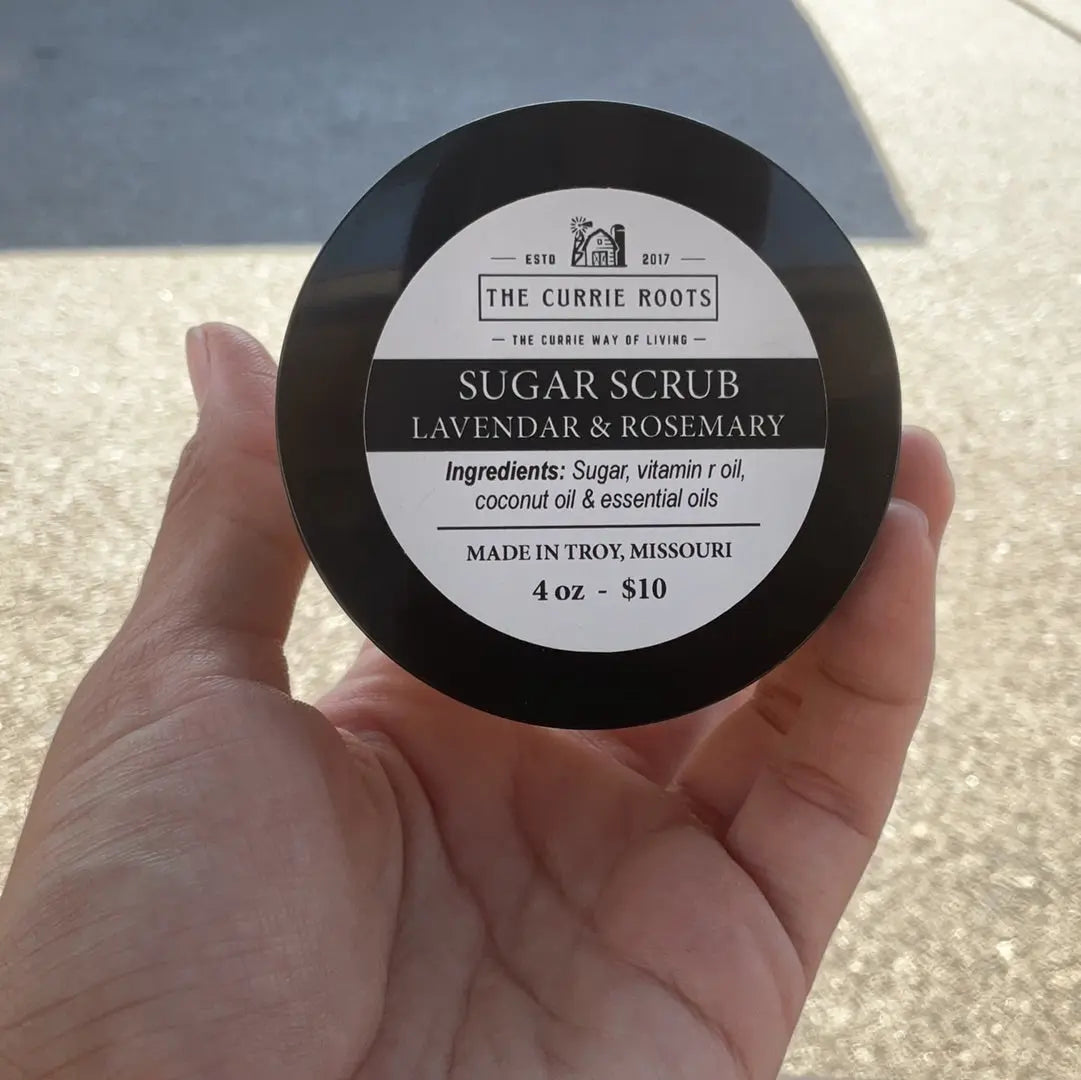 ESTD 2017
THE CURRIE ROOTS
THE CURRIE WAY OF LIVING
SUGAR SCRUB
LAVENDAR & ROSEMARY
Ingredients: Sugar, vitamin r oil,
coconut oil & essential oils
MADE IN TROY, MISSOURI
4 oz - $10